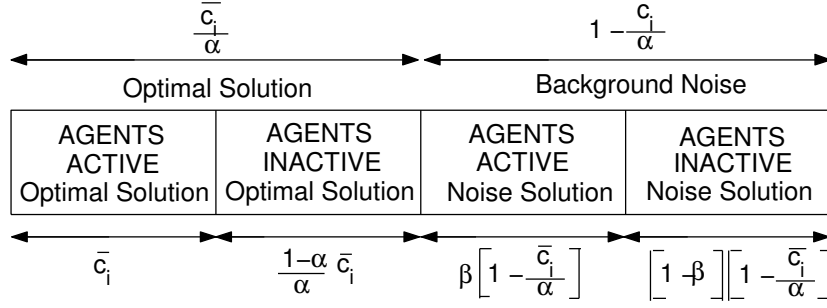 c̄ᵢ/α 1 − cᵢ/α
Optimal Solution Background Noise
AGENTS ACTIVE Optimal Solution
AGENTS INACTIVE Optimal Solution
AGENTS ACTIVE Noise Solution
AGENTS INACTIVE Noise Solution
c̄ᵢ (1−α)/α c̄ᵢ β[1 − c̄ᵢ/α] [1 − β][1 − c̄ᵢ/α]